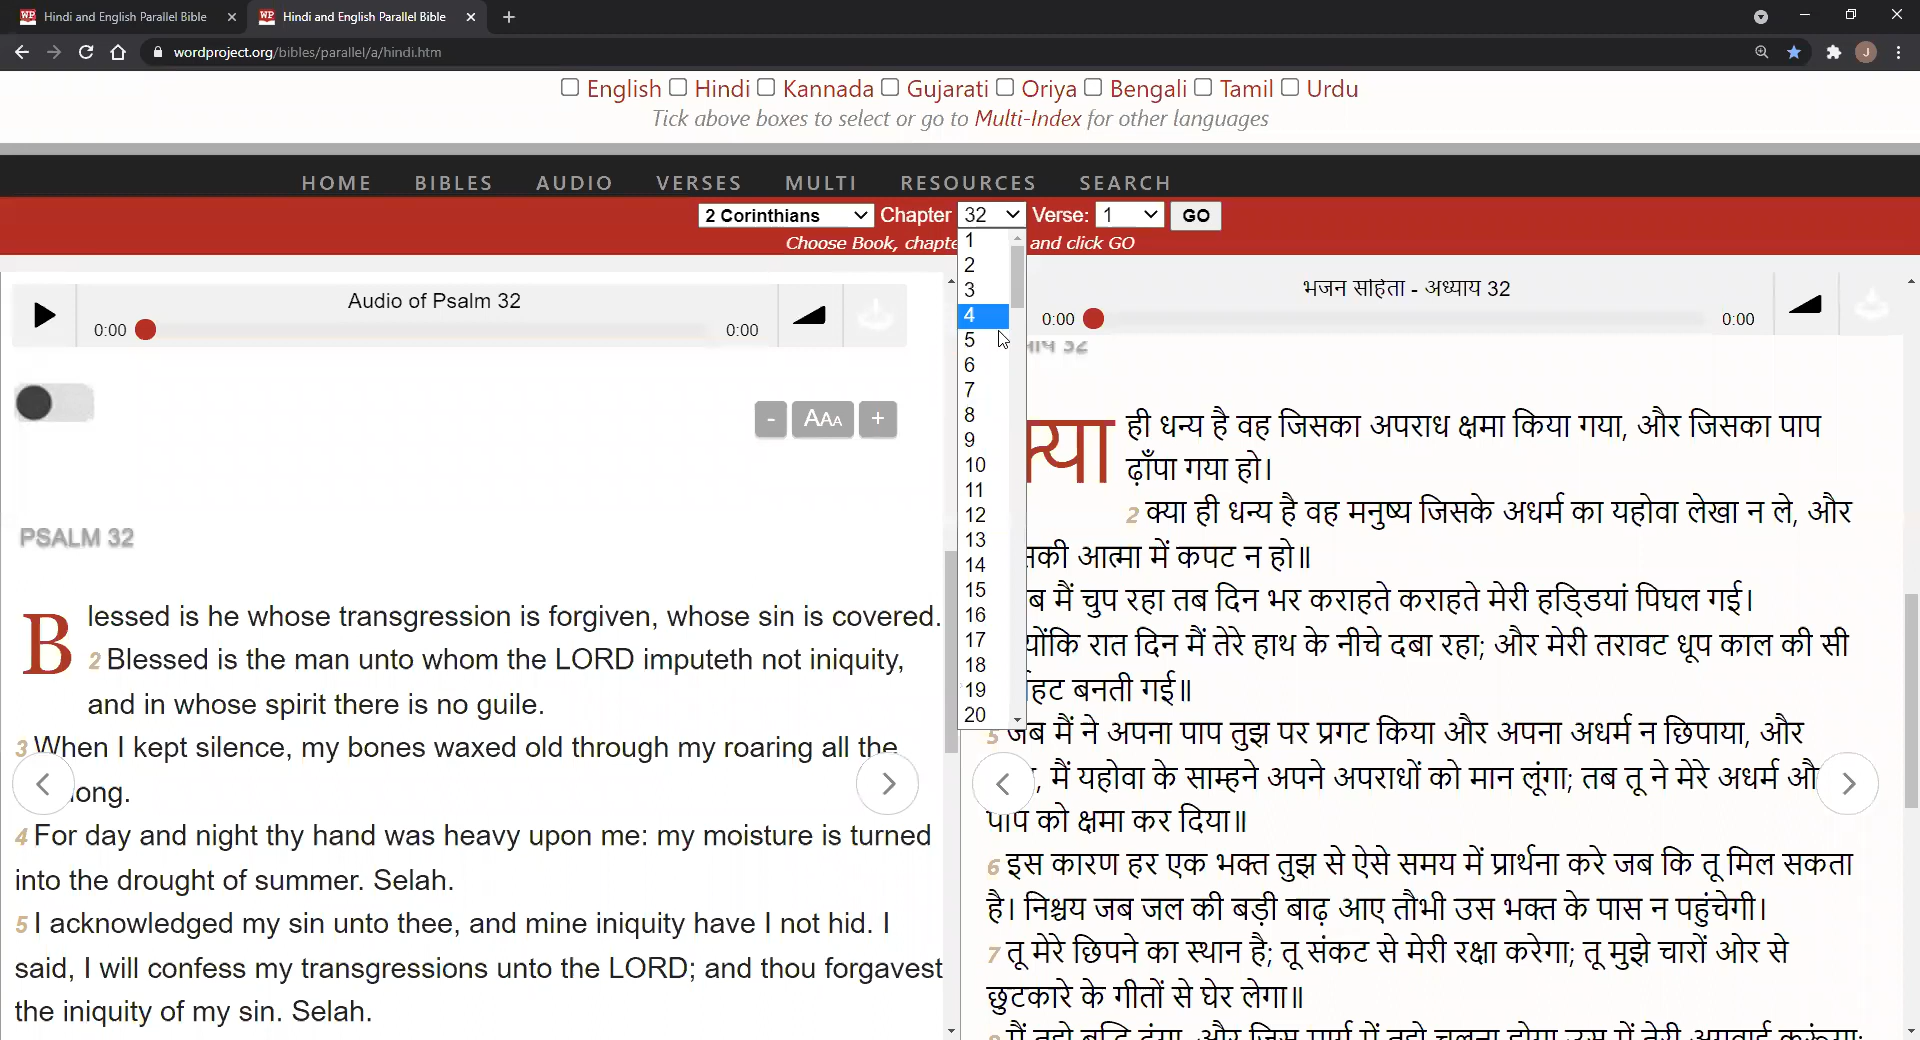 Hindi and English Parallel Bible
Hindi and English Parallel Bible
wordproject.org/bibles/parallel/a/hindi.htm
J
English Hindi Kannada Gujarati Oriya Bengali Tamil Urdu
Tick above boxes to select or go to Multi-Index for other languages
HOME BIBLES AUDIO VERSES MULTI RESOURCES SEARCH
2 Corinthians Chapter 32 Verse: 1 GO
Choose Book, chapte and click GO
1
2
3
4
5
6
7
8
9
10
11
12
13
14
15
16
17
18
19
20
Audio of Psalm 32
0:00 0:00
- AAA +
PSALM 32
Blessed is he whose transgression is forgiven, whose sin is covered.
2 Blessed is the man unto whom the LORD imputeth not iniquity,
and in whose spirit there is no guile.
3 When I kept silence, my bones waxed old through my roaring all the
long.
4 For day and night thy hand was heavy upon me: my moisture is turned
into the drought of summer. Selah.
5 I acknowledged my sin unto thee, and mine iniquity have I not hid. I
said, I will confess my transgressions unto the LORD; and thou forgavest
the iniquity of my sin. Selah.
भजन संहिता - अध्याय 32
0:00 0:00
32
क्या ही धन्य है वह जिसका अपराध क्षमा किया गया, और जिसका पाप
ढ़ाँपा गया हो।
2 क्या ही धन्य है वह मनुष्य जिसके अधर्म का यहोवा लेखा न ले, और
की आत्मा में कपट न हो॥
मैं चुप रहा तब दिन भर कराहते कराहते मेरी हडि्डयां पिघल गई।
रात दिन मैं तेरे हाथ के नीचे दबा रहा; और मेरी तरावट धूप काल की सी
हट बनती गई॥
5 जब मैं ने अपना पाप तुझ पर प्रगट किया और अपना अधर्म न छिपाया, और
, मैं यहोवा के साम्हने अपने अपराधों को मान लूंगा; तब तू ने मेरे अधर्म औ
पाप को क्षमा कर दिया॥
6 इस कारण हर एक भक्त तुझ से ऐसे समय में प्रार्थना करे जब कि तू मिल सकता
है। निश्चय जब जल की बड़ी बाढ़ आए तौभी उस भक्त के पास न पहुंचेगी।
7 तू मेरे छिपने का स्थान है; तू संकट से मेरी रक्षा करेगा; तू मुझे चारों ओर से
छुटकारे के गीतों से घेर लेगा॥